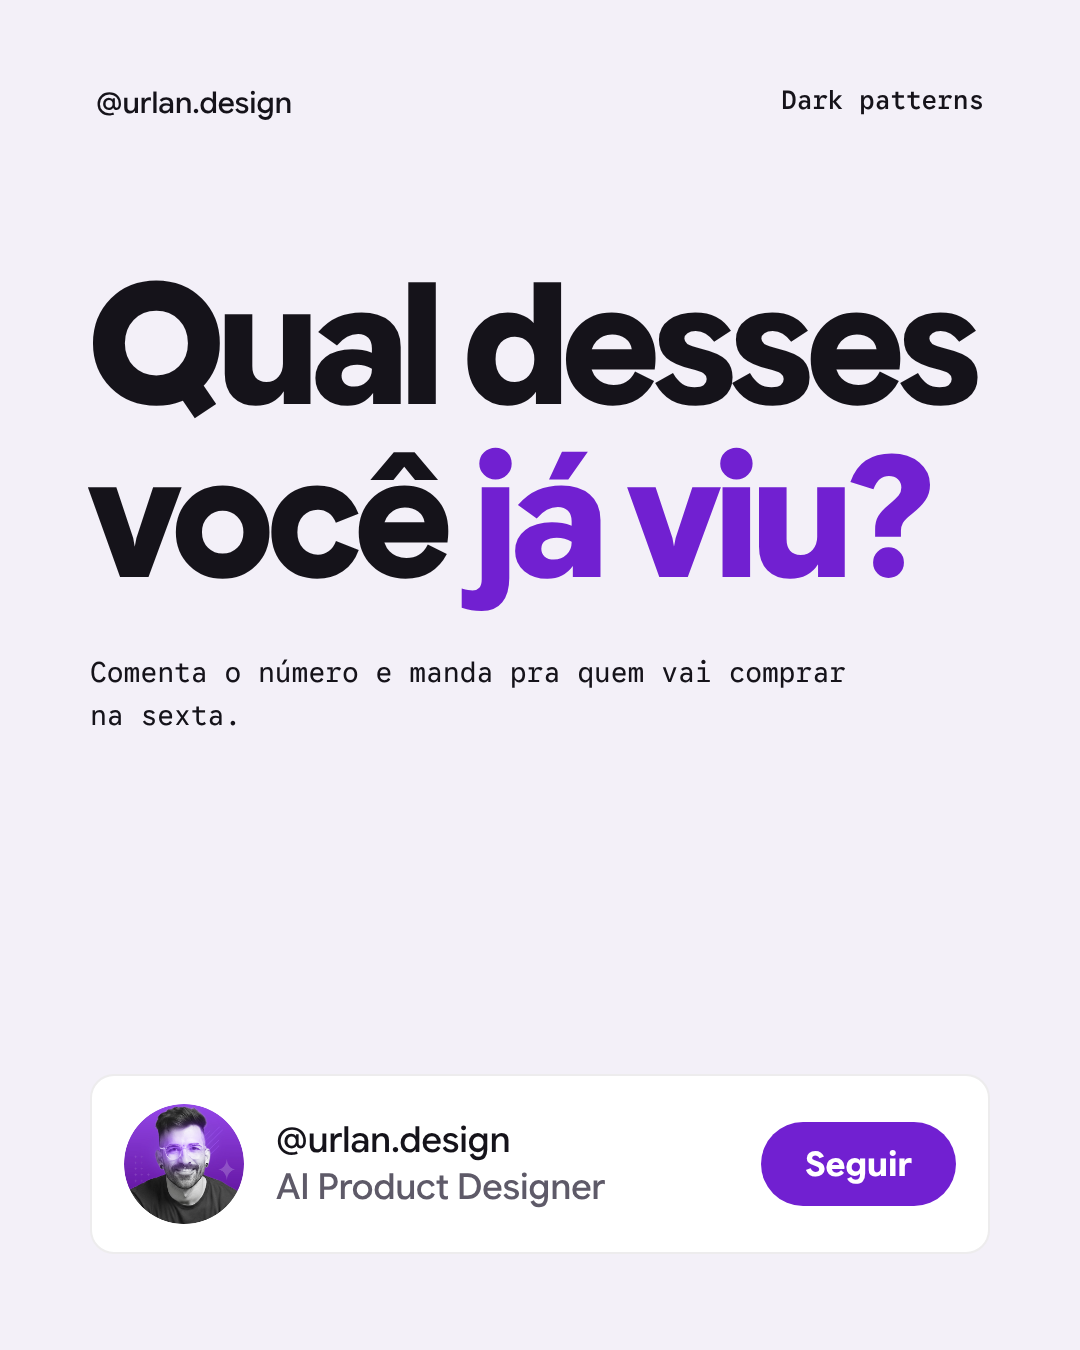 @urlan.design
Dark patterns
Qual desses
você já viu?
Comenta o número e manda pra quem vai comprar
na sexta.
@urlan.design
AI Product Designer
Seguir